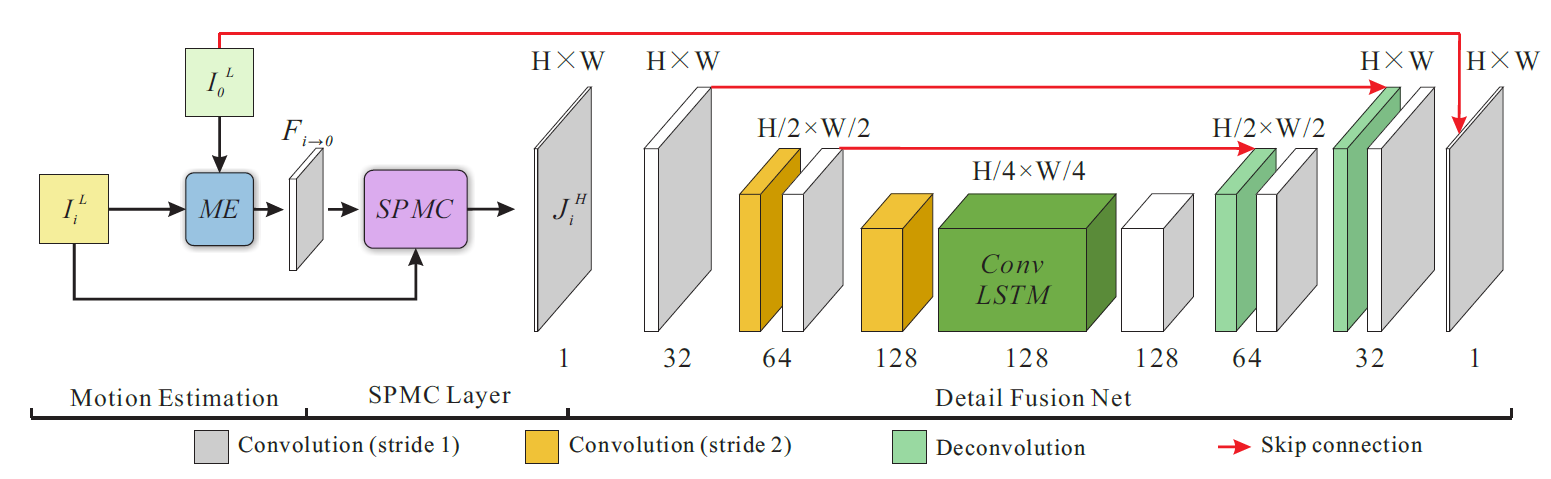 H×W
H×W
H×W
H×W
I_0^L
F_{i→0}
H/2×W/2
H/2×W/2
H/4×W/4
I_i^L
ME
SPMC
J_i^H
Conv
LSTM
1
32
64
128
128
128
64
32
1
Motion Estimation
SPMC Layer
Detail Fusion Net
Convolution (stride 1)
Convolution (stride 2)
Deconvolution
Skip connection